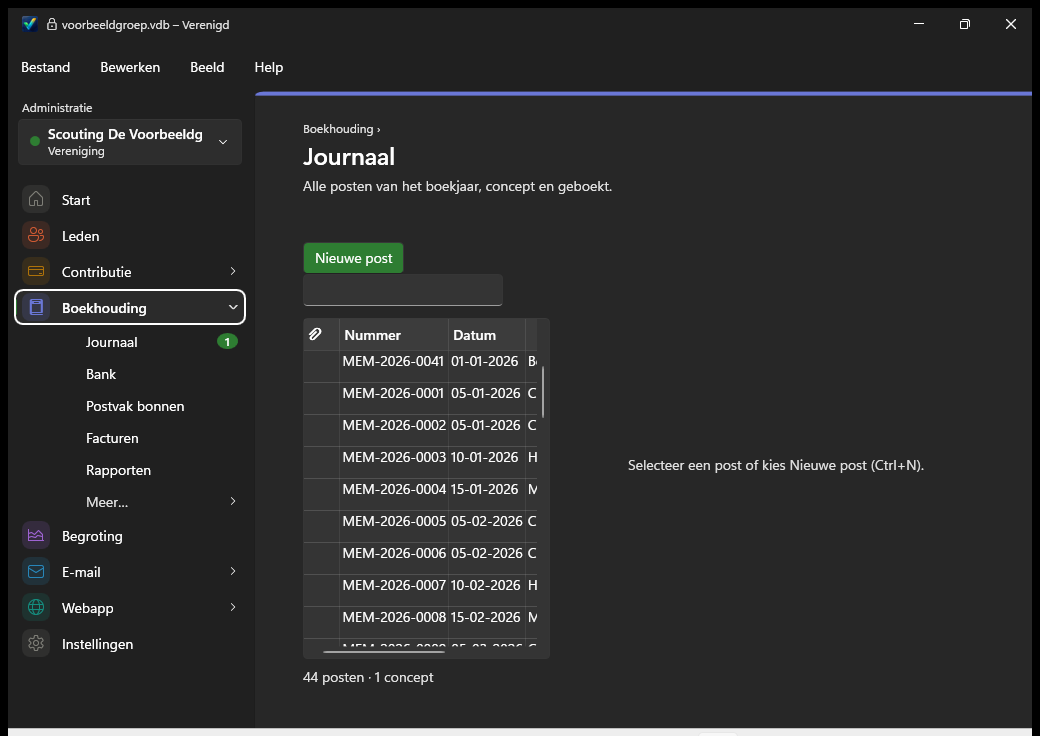 voorbeeldgroep.vdb – Verenigd
Bestand Bewerken Beeld Help
Administratie
Scouting De Voorbeeldg
Vereniging
Start
Leden
Contributie
Boekhouding
Journaal 1
Bank
Postvak bonnen
Facturen
Rapporten
Meer...
Begroting
E-mail
Webapp
Instellingen
Boekhouding ›
Journaal
Alle posten van het boekjaar, concept en geboekt.
Nieuwe post
Nummer Datum
MEM-2026-0041 01-01-2026
MEM-2026-0001 05-01-2026 C
MEM-2026-0002 05-01-2026 C
MEM-2026-0003 10-01-2026 H
MEM-2026-0004 15-01-2026 M
MEM-2026-0005 05-02-2026 C
MEM-2026-0006 05-02-2026 C
MEM-2026-0007 10-02-2026 H
MEM-2026-0008 15-02-2026 M
44 posten · 1 concept
Selecteer een post of kies Nieuwe post (Ctrl+N).